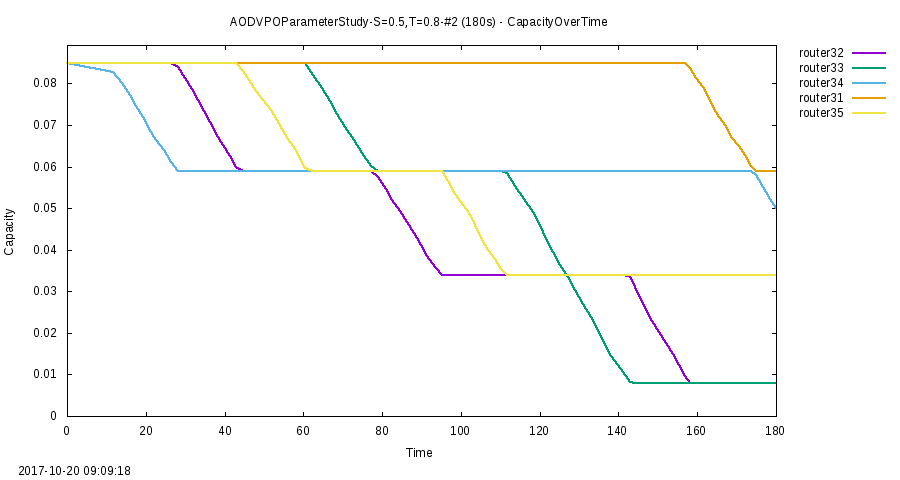 AODVPOParameterStudy-S=0.5,T=0.8-#2 (180s) - CapacityOverTime
router32
router33
router34
router31
router35
0.08
0.07
0.06
0.05
0.04
0.03
0.02
0.01
0
Capacity
0 20 40 60 80 100 120 140 160 180
Time
2017-10-20 09:09:18